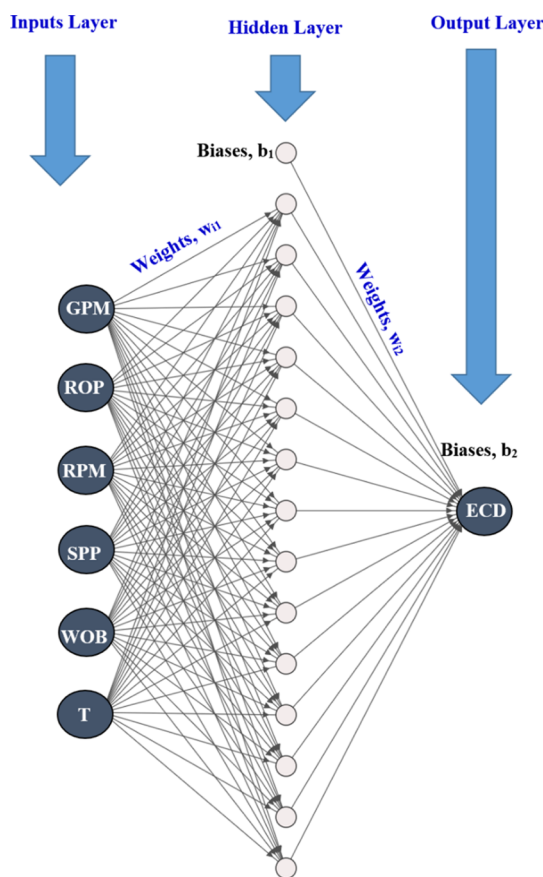 Inputs Layer
Hidden Layer
Output Layer
Biases, b₁
Weights, wᵢ₁
Weights, wᵢ₂
GPM
ROP
RPM
SPP
WOB
T
Biases, b₂
ECD